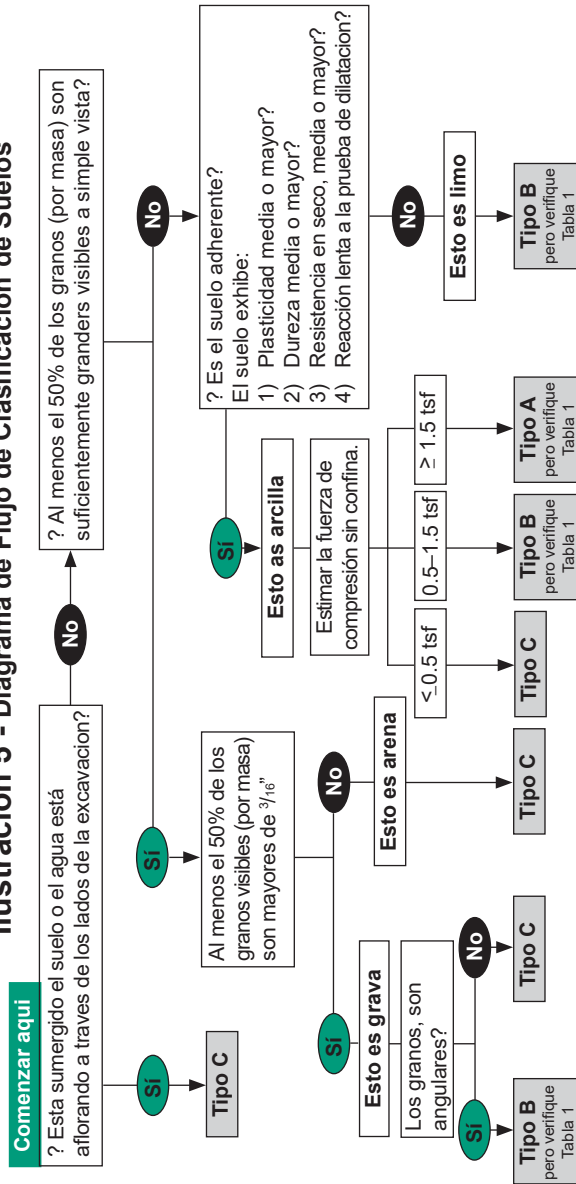 Ilustración 5 - Diagrama de Flujo de Clasificación de Suelos
Comenzar aqui
? Esta sumergido el suelo o el agua está
aflorando a traves de los lados de la excavacion?
Sí
Tipo C
No
? Al menos el 50% de los granos (por masa) son
suficientemente granders visibles a simple vista?
Sí
Al menos el 50% de los
granos visibles (por masa)
son mayores de 3/16”
Sí
Esto es grava
Los granos, son
angulares?
Sí
Tipo B
pero verifique
Tabla 1
No
Tipo C
No
Esto es arena
Tipo C
No
? Es el suelo adherente?
El suelo exhibe:
1) Plasticidad media o mayor?
2) Dureza media o mayor?
3) Resistencia en seco, media o mayor?
4) Reacción lenta a la prueba de dilatacion?
Sí
Esto as arcilla
Estimar la fuerza de
compresión sin confina.
≤0.5 tsf
Tipo C
0.5–1.5 tsf
Tipo B
pero verifique
Tabla 1
≥ 1.5 tsf
Tipo A
pero verifique
Tabla 1
No
Esto es limo
Tipo B
pero verifique
Tabla 1